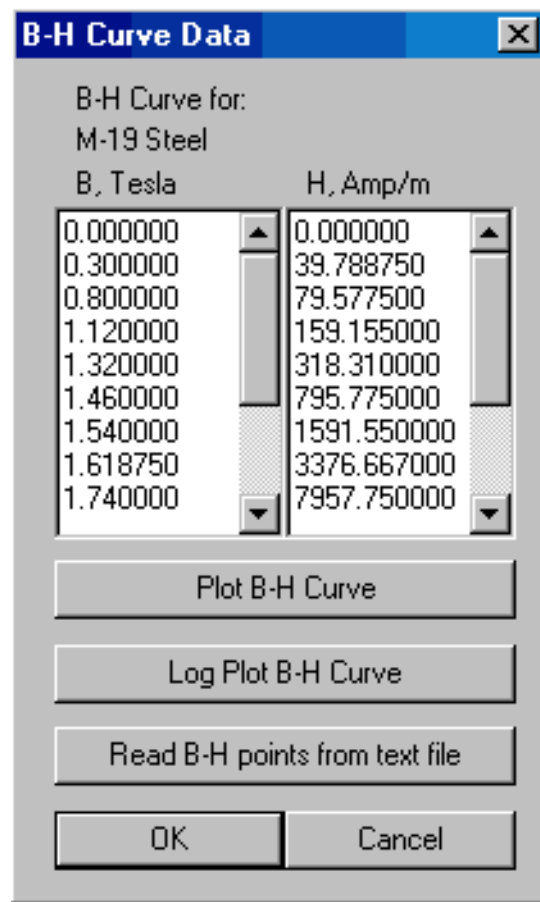 B-H Curve Data
B-H Curve for:
M-19 Steel
B, Tesla H, Amp/m
0.000000 0.000000
0.300000 39.788750
0.800000 79.577500
1.120000 159.155000
1.320000 318.310000
1.460000 795.775000
1.540000 1591.550000
1.618750 3376.667000
1.740000 7957.750000
Plot B-H Curve
Log Plot B-H Curve
Read B-H points from text file
OK Cancel